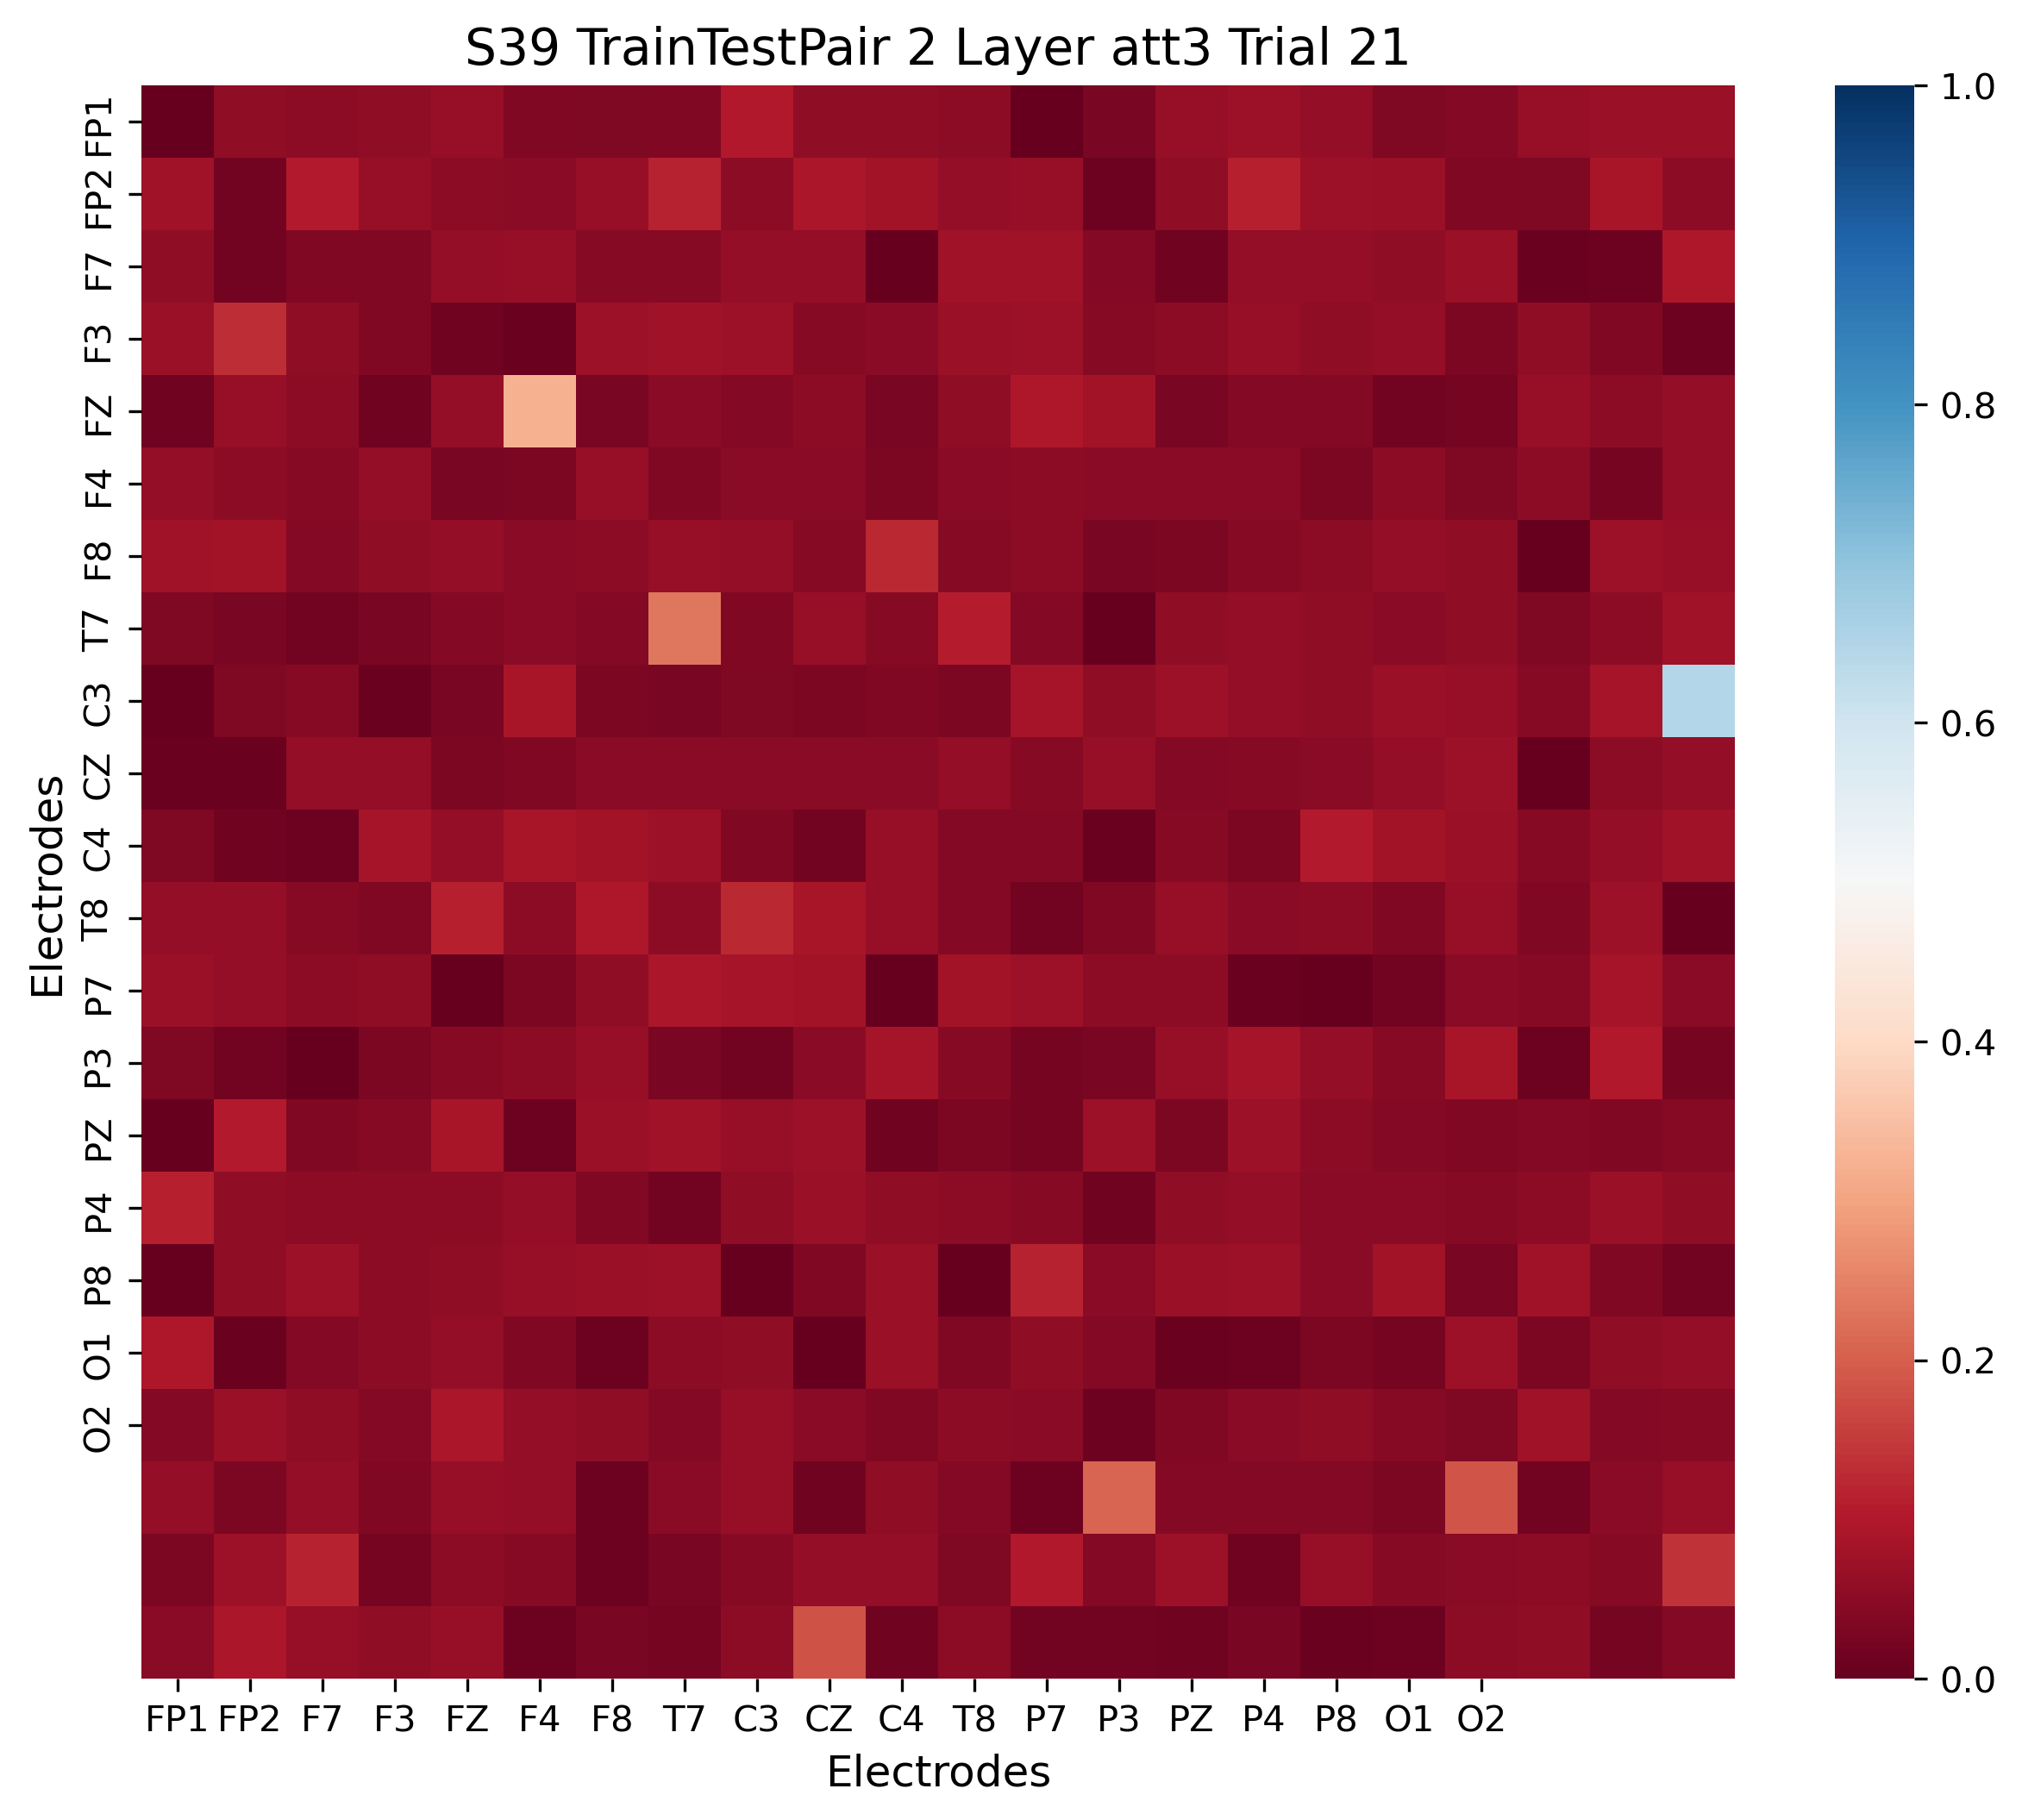 S39 TrainTestPair 2 Layer att3 Trial 21
Electrodes
FP1
FP2
F7
F3
FZ
F4
F8
T7
C3
CZ
C4
T8
P7
P3
PZ
P4
P8
O1
O2
FP1 FP2 F7 F3 FZ F4 F8 T7 C3 CZ C4 T8 P7 P3 PZ P4 P8 O1 O2
Electrodes
1.0
0.8
0.6
0.4
0.2
0.0